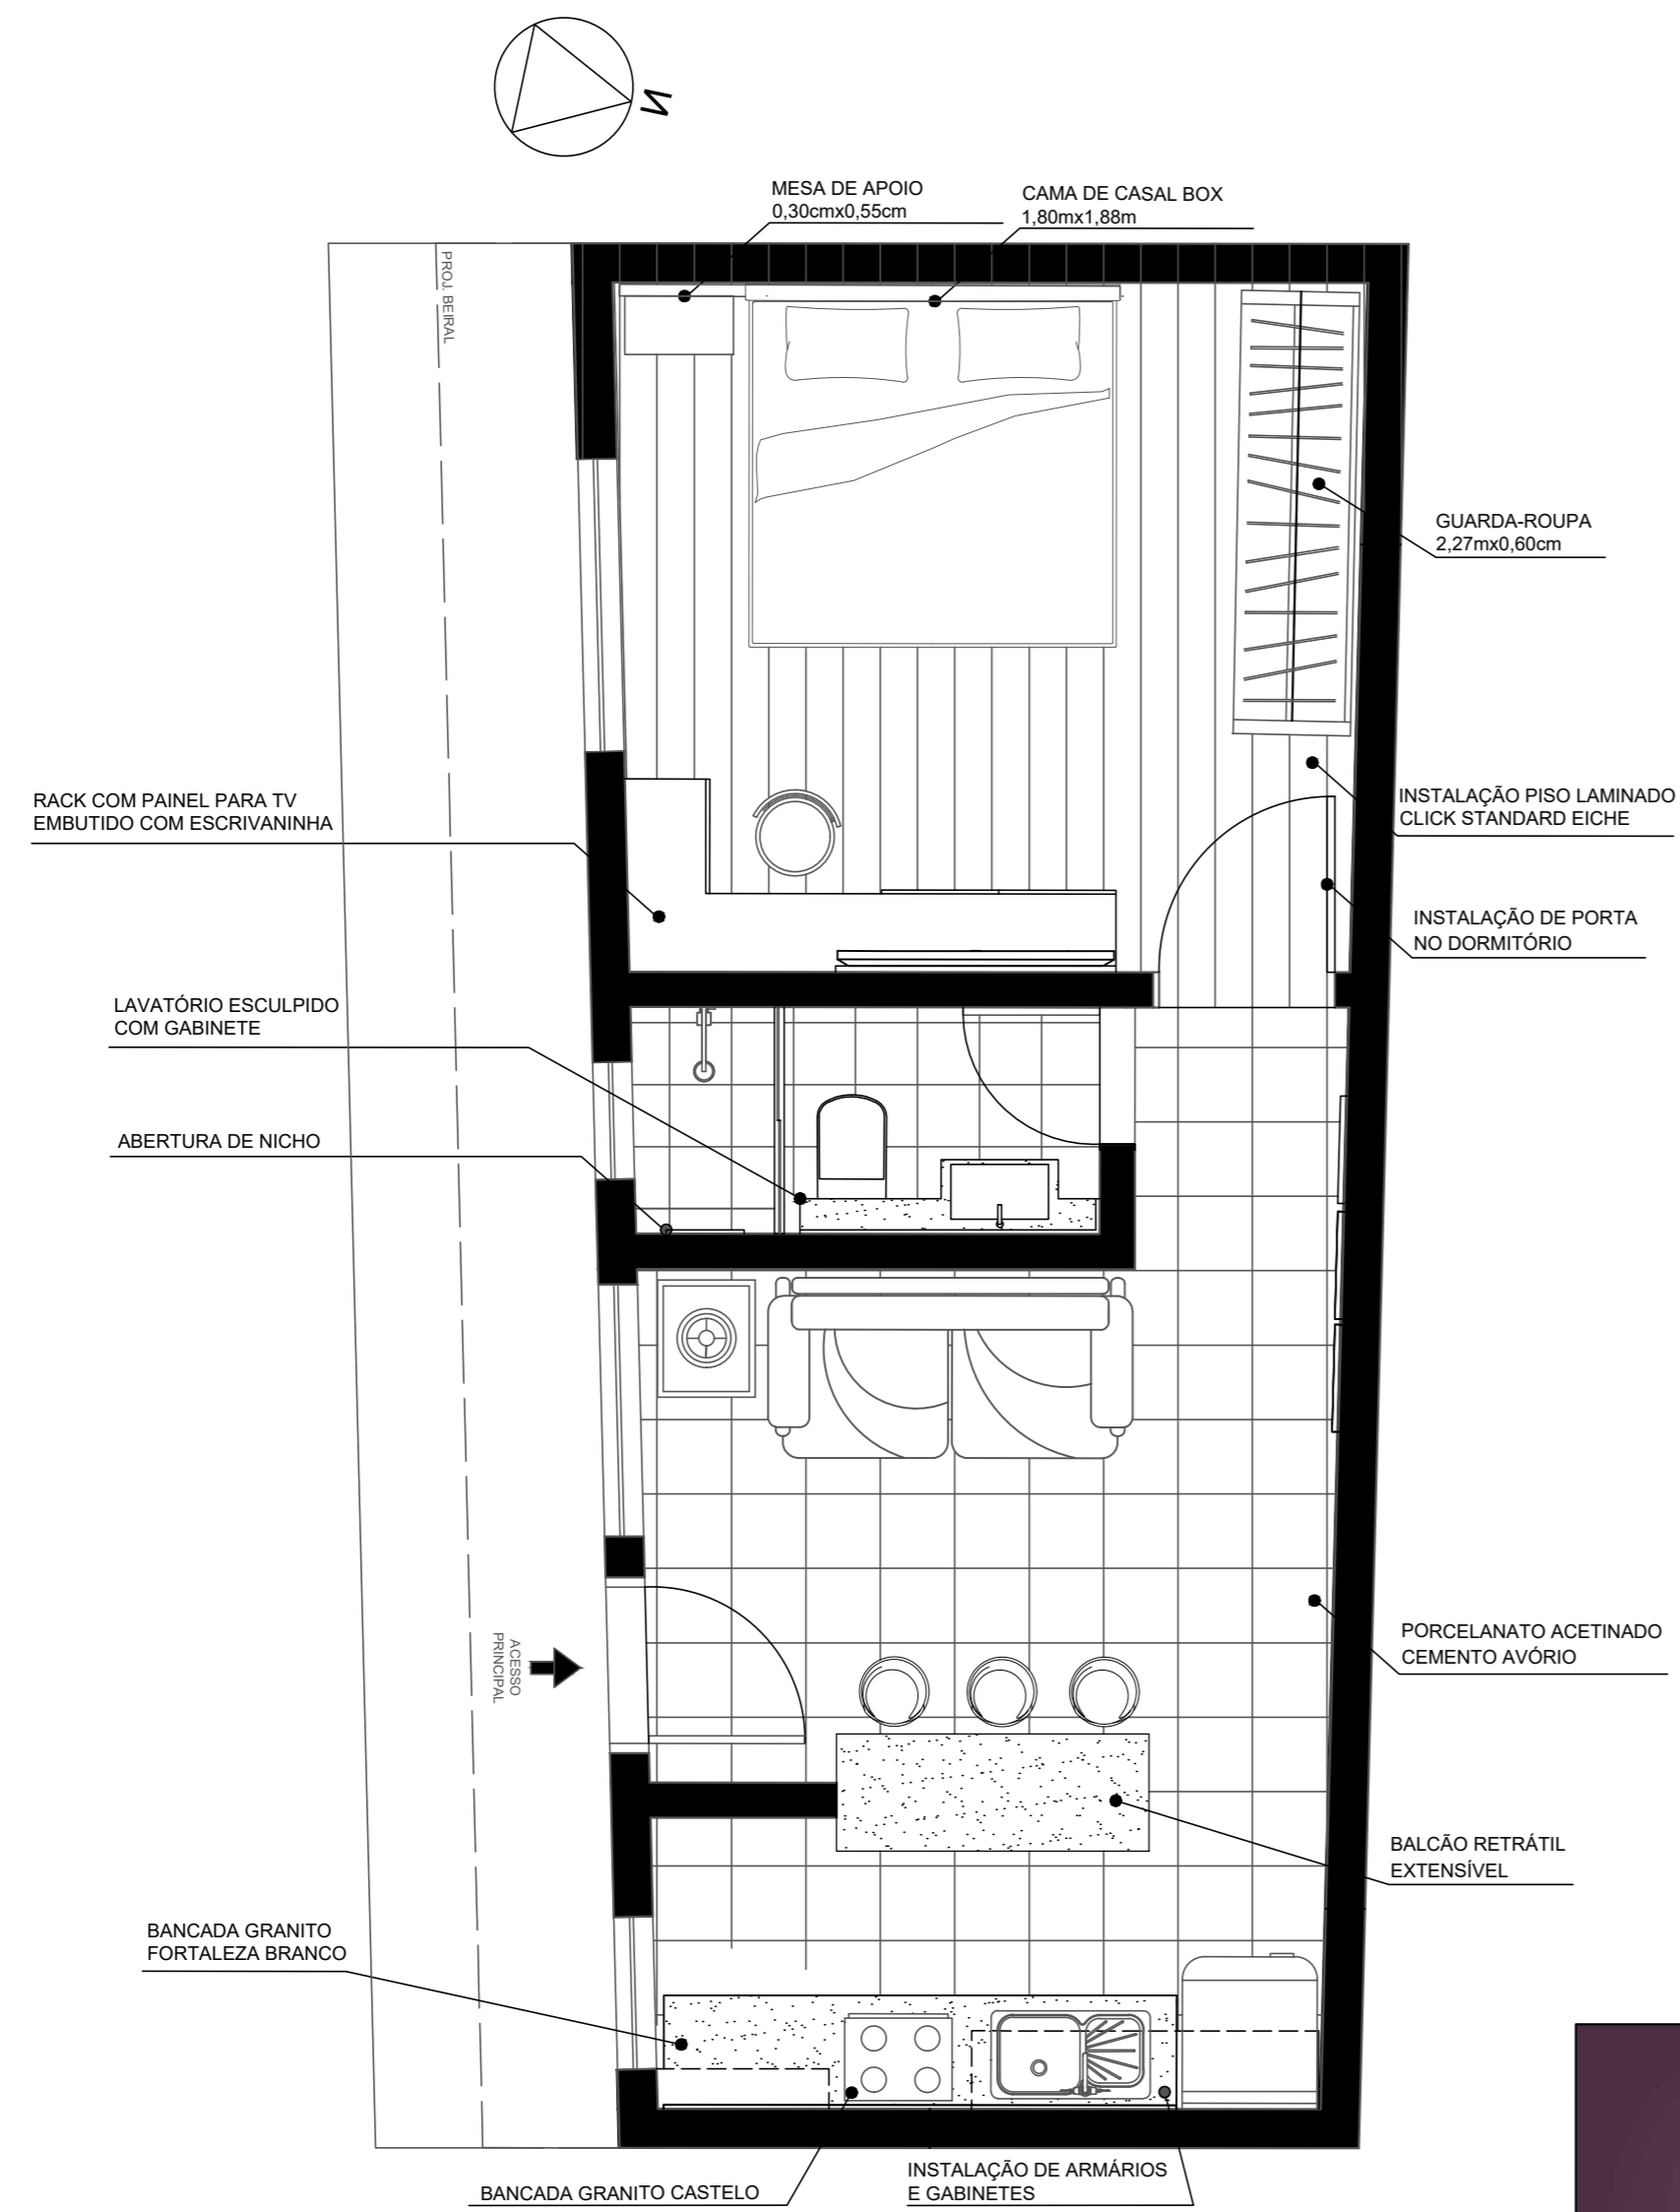 N
MESA DE APOIO
0,30cmx0,55cm
CAMA DE CASAL BOX
1,80mx1,88m
PROJ. BEIRAL
GUARDA-ROUPA
2,27mx0,60cm
RACK COM PAINEL PARA TV
EMBUTIDO COM ESCRIVANINHA
INSTALAÇÃO PISO LAMINADO
CLICK STANDARD EICHE
INSTALAÇÃO DE PORTA
NO DORMITÓRIO
LAVATÓRIO ESCULPIDO
COM GABINETE
ABERTURA DE NICHO
ACESSO
PRINCIPAL
PORCELANATO ACETINADO
CEMENTO AVÓRIO
BALCÃO RETRÁTIL
EXTENSÍVEL
BANCADA GRANITO
FORTALEZA BRANCO
BANCADA GRANITO CASTELO
INSTALAÇÃO DE ARMÁRIOS
E GABINETES